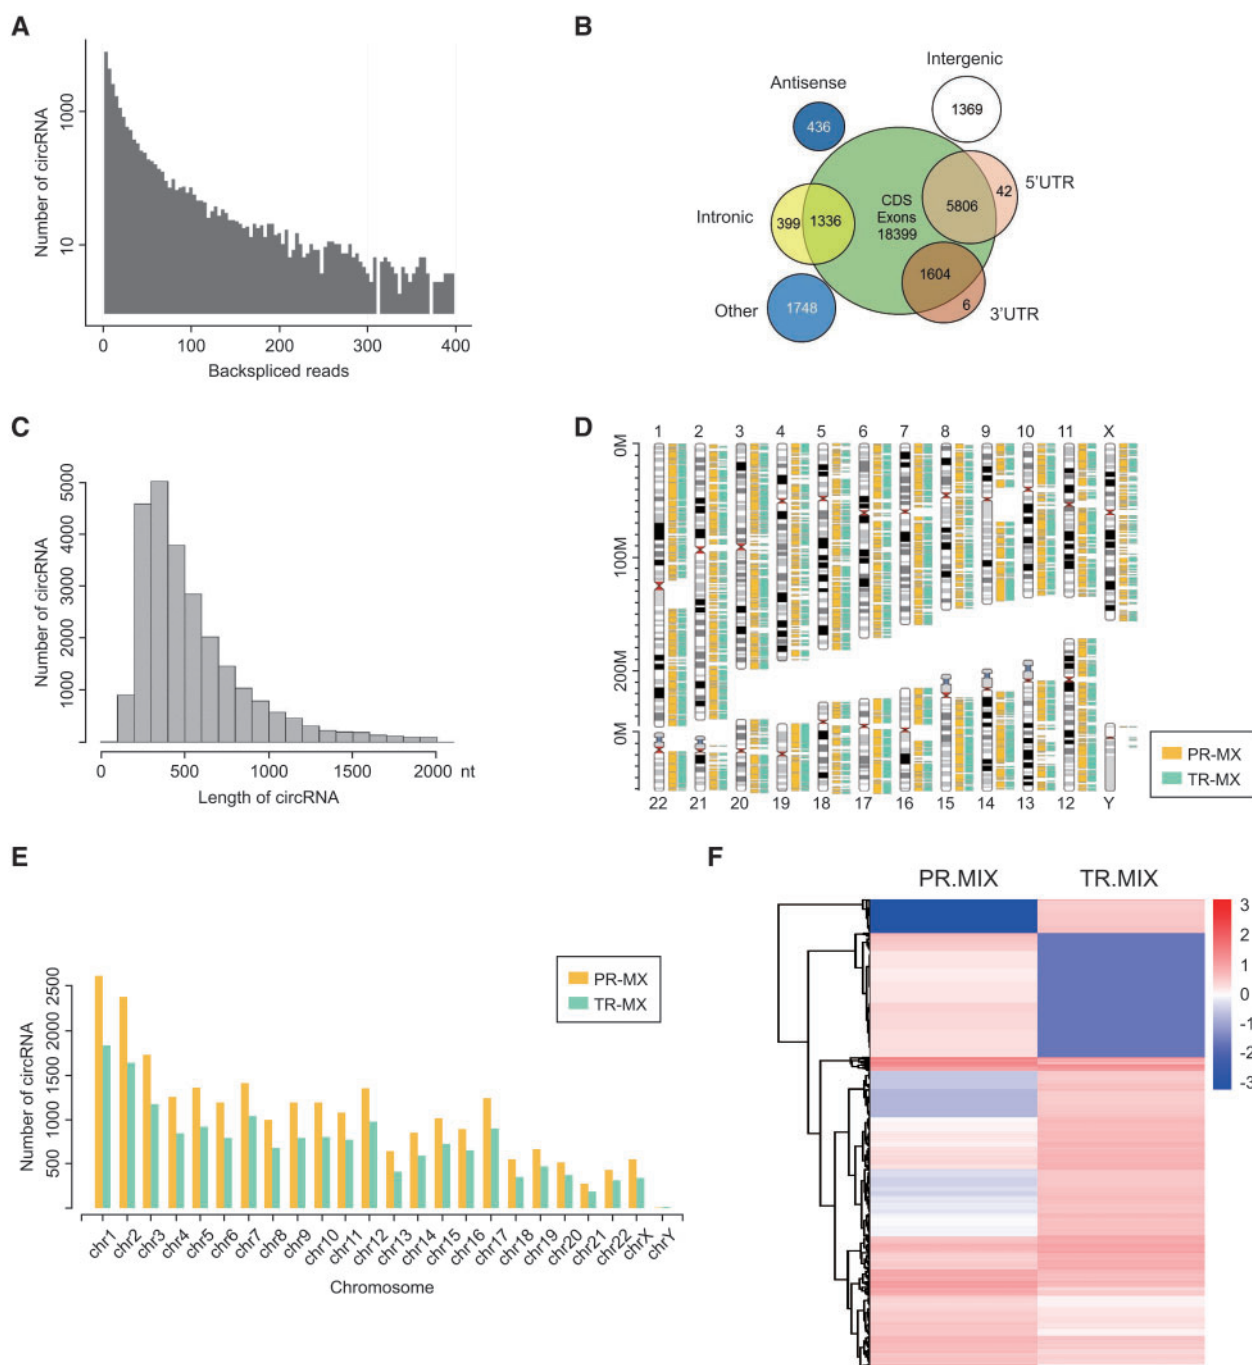 A
Number of circRNA
1000
10
0
100
200
300
400
Backspliced reads
B
Intergenic
Antisense
1369
436
5'UTR
42
5806
CDS
Exons
18399
Intronic
399
1336
1604
6
3'UTR
Other
1748
C
Number of circRNA
5000
4000
3000
2000
1000
0
500
1000
1500
2000
nt
Length of circRNA
D
1 2 3 4 5 6 7 8 9 10 11 X
0M
100M
200M
0M
22 21 20 19 18 17 16 15 14 13 12 Y
PR-MX
TR-MX
E
Number of circRNA
2500
2000
1500
1000
500
PR-MX
TR-MX
chr1 chr2 chr3 chr4 chr5 chr6 chr7 chr8 chr9 chr10 chr11 chr12 chr13 chr14 chr15 chr16 chr17 chr18 chr19 chr20 chr21 chr22 chrX chrY
Chromosome
F
PR.MIX TR.MIX
3
2
1
0
-1
-2
-3